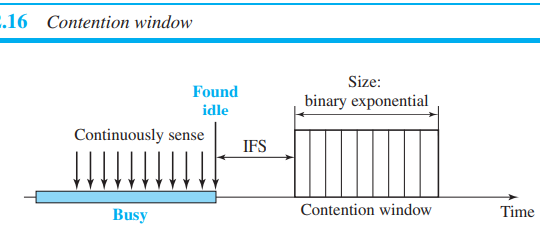 .16 Contention window
Size:
binary exponential
Found
idle
Continuously sense
IFS
Busy
Contention window
Time